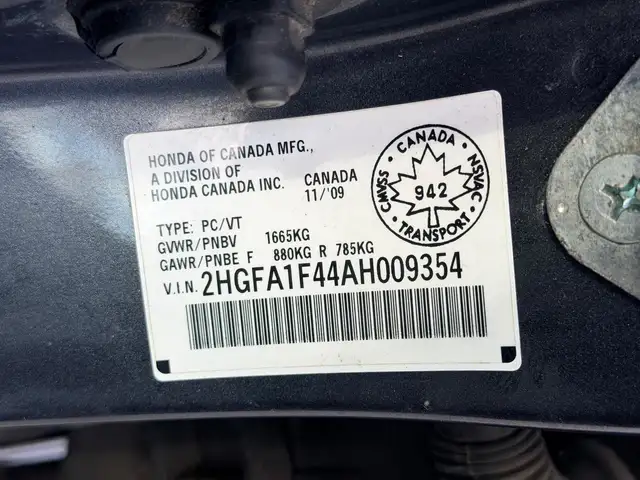 HONDA OF CANADA MFG.,
A DIVISION OF
HONDA CANADA INC. CANADA
11/'09
TYPE: PC/VT
GVWR/PNBV 1665KG
GAWR/PNBE F 880KG R 785KG
V.I.N. 2HGFA1F44AH009354
CANADA
CMVSS · NSVAC
942
TRANSPORT